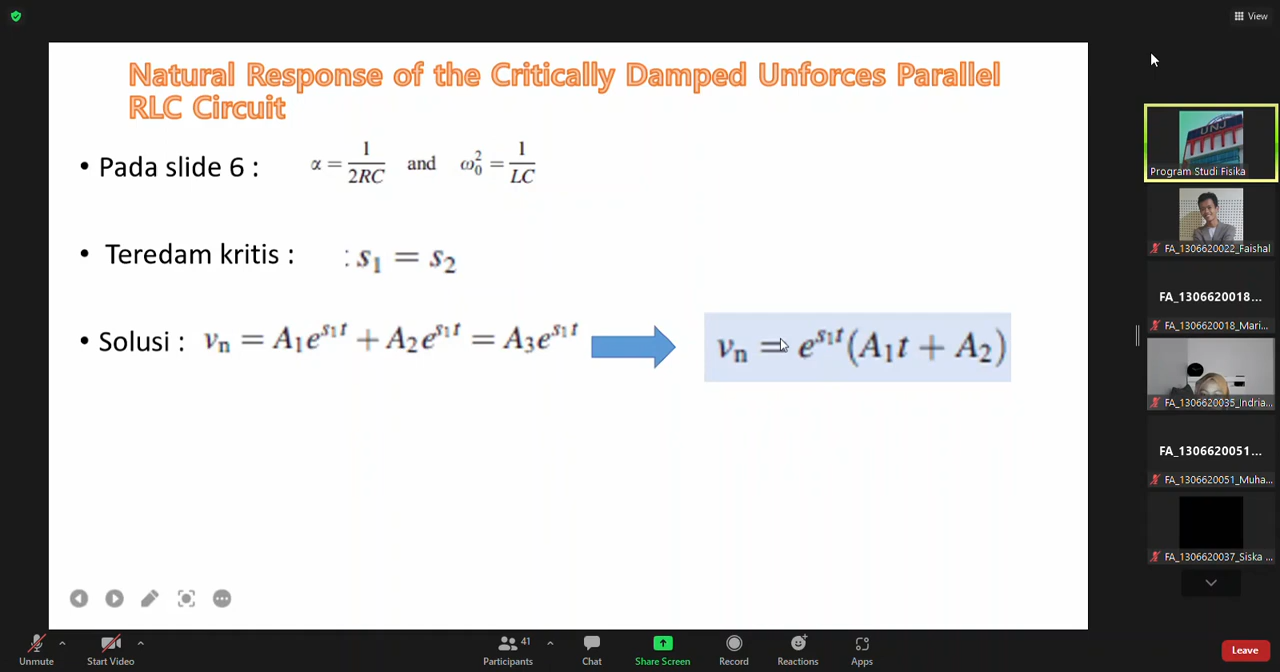 View
Natural Response of the Critically Damped Unforces Parallel
RLC Circuit
• Pada slide 6 : α = 1/2RC and ω₀² = 1/LC
• Teredam kritis : : s₁ = s₂
• Solusi : vₙ = A₁e^s₁t + A₂e^s₁t = A₃e^s₁t
vₙ = e^s₁t(A₁t + A₂)
UNJ
Program Studi Fisika
FA_1306620022_Faishal
FA_1306620018...
FA_1306620018_Mari...
FA_1306620035_Indria...
FA_1306620051...
FA_1306620051_Muha...
FA_1306620037_Siska ...
Unmute
Start Video
41
Participants
Chat
Share Screen
Record
Reactions
Apps
Leave